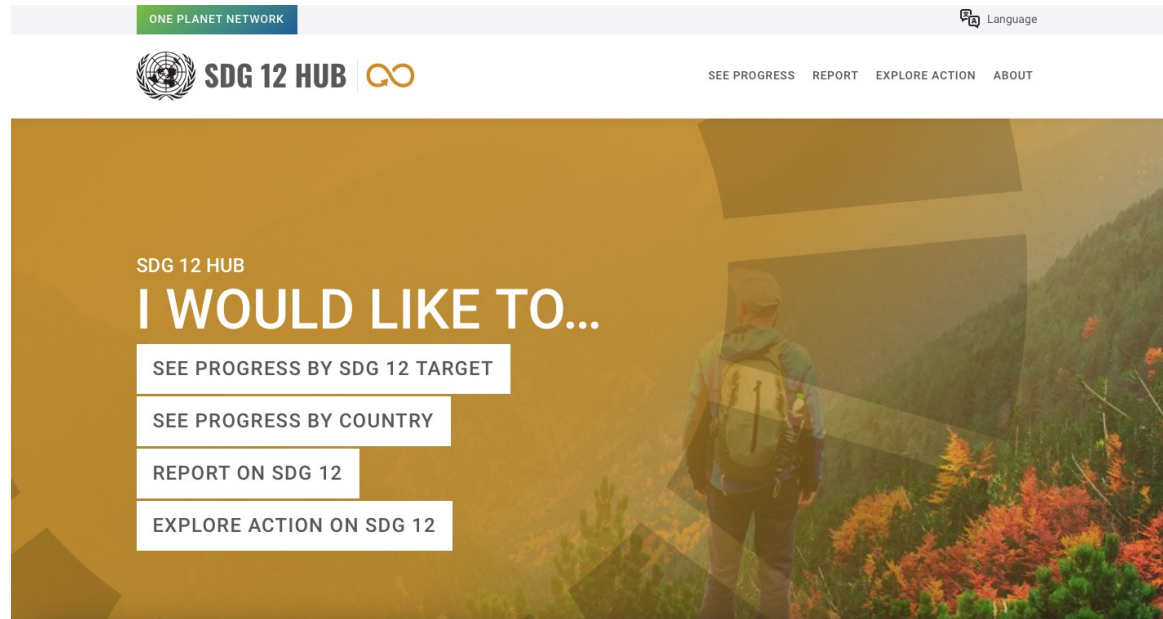 ONE PLANET NETWORK
Language
SDG 12 HUB
SEE PROGRESS REPORT EXPLORE ACTION ABOUT
SDG 12 HUB
I WOULD LIKE TO...
SEE PROGRESS BY SDG 12 TARGET
SEE PROGRESS BY COUNTRY
REPORT ON SDG 12
EXPLORE ACTION ON SDG 12